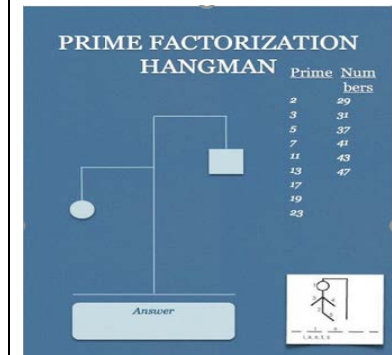 PRIME FACTORIZATION
HANGMAN
Prime Num
bers
2 29
3 31
5 37
7 41
11 43
13 47
17
19
23
Answer